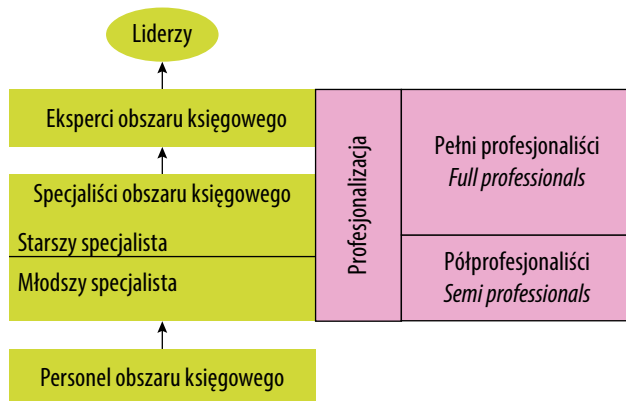 Liderzy
Eksperci obszaru księgowego
Specjaliści obszaru księgowego
Starszy specjalista
Młodszy specjalista
Personel obszaru księgowego
Profesjonalizacja
Pełni profesjonaliści
Full professionals
Półprofesjonaliści
Semi professionals